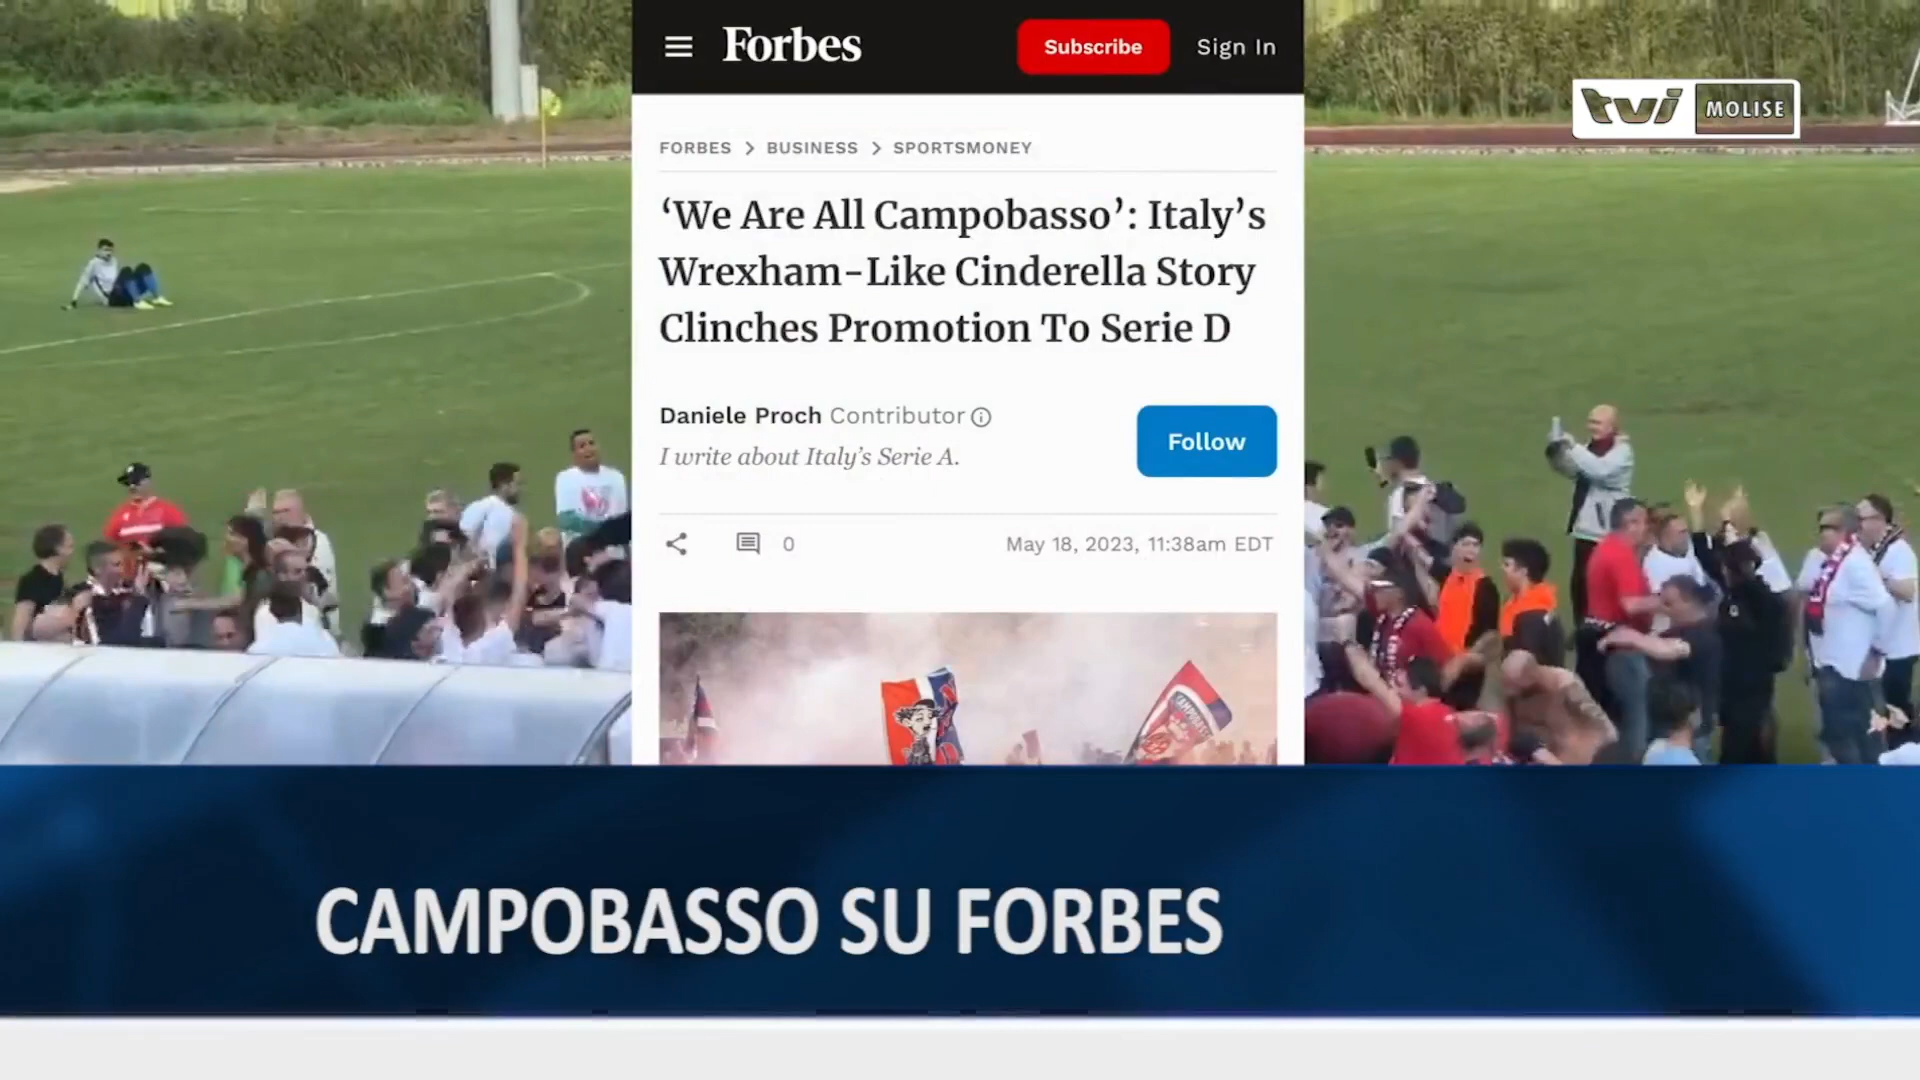 Forbes
Subscribe
Sign In
tvi MOLISE
FORBES > BUSINESS > SPORTSMONEY
‘We Are All Campobasso’: Italy’s
Wrexham-Like Cinderella Story
Clinches Promotion To Serie D
Daniele Proch Contributor
I write about Italy’s Serie A.
Follow
0
May 18, 2023, 11:38am EDT
CAMPOBASSO
CAMPOBASSO SU FORBES